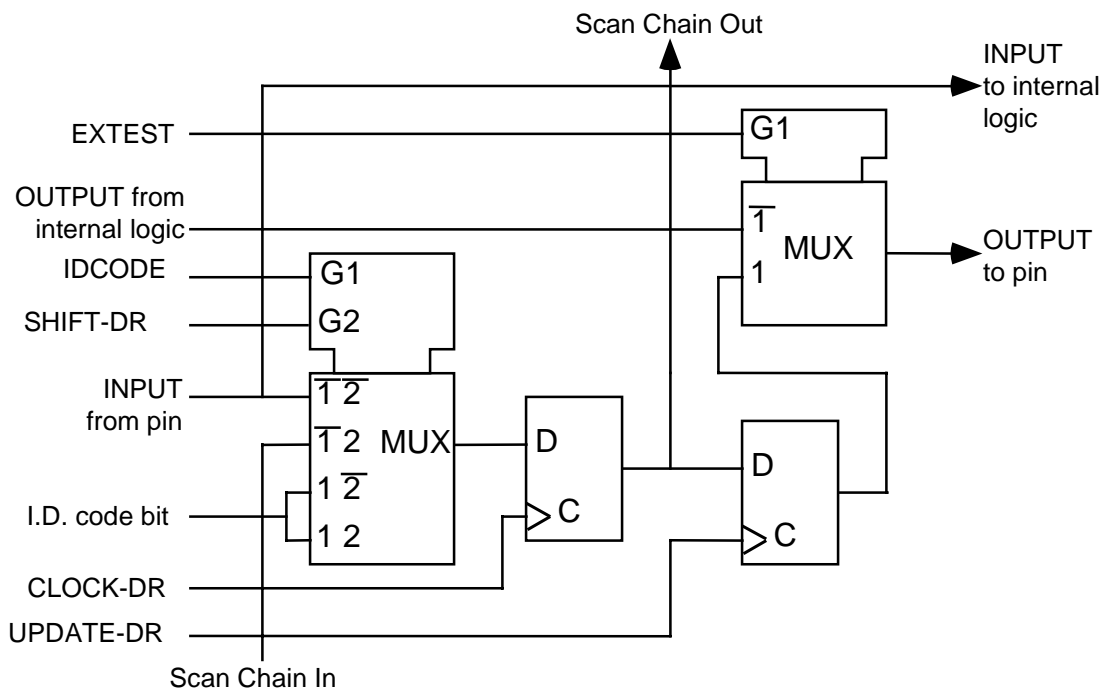 Scan Chain Out
INPUT
to internal
logic
EXTEST
G1
OUTPUT from
internal logic
1̅
MUX
1
OUTPUT
to pin
IDCODE
G1
SHIFT-DR
G2
INPUT
from pin
1̅ 2̅
1̅ 2
MUX
1 2̅
1 2
I.D. code bit
D
C
D
C
CLOCK-DR
UPDATE-DR
Scan Chain In